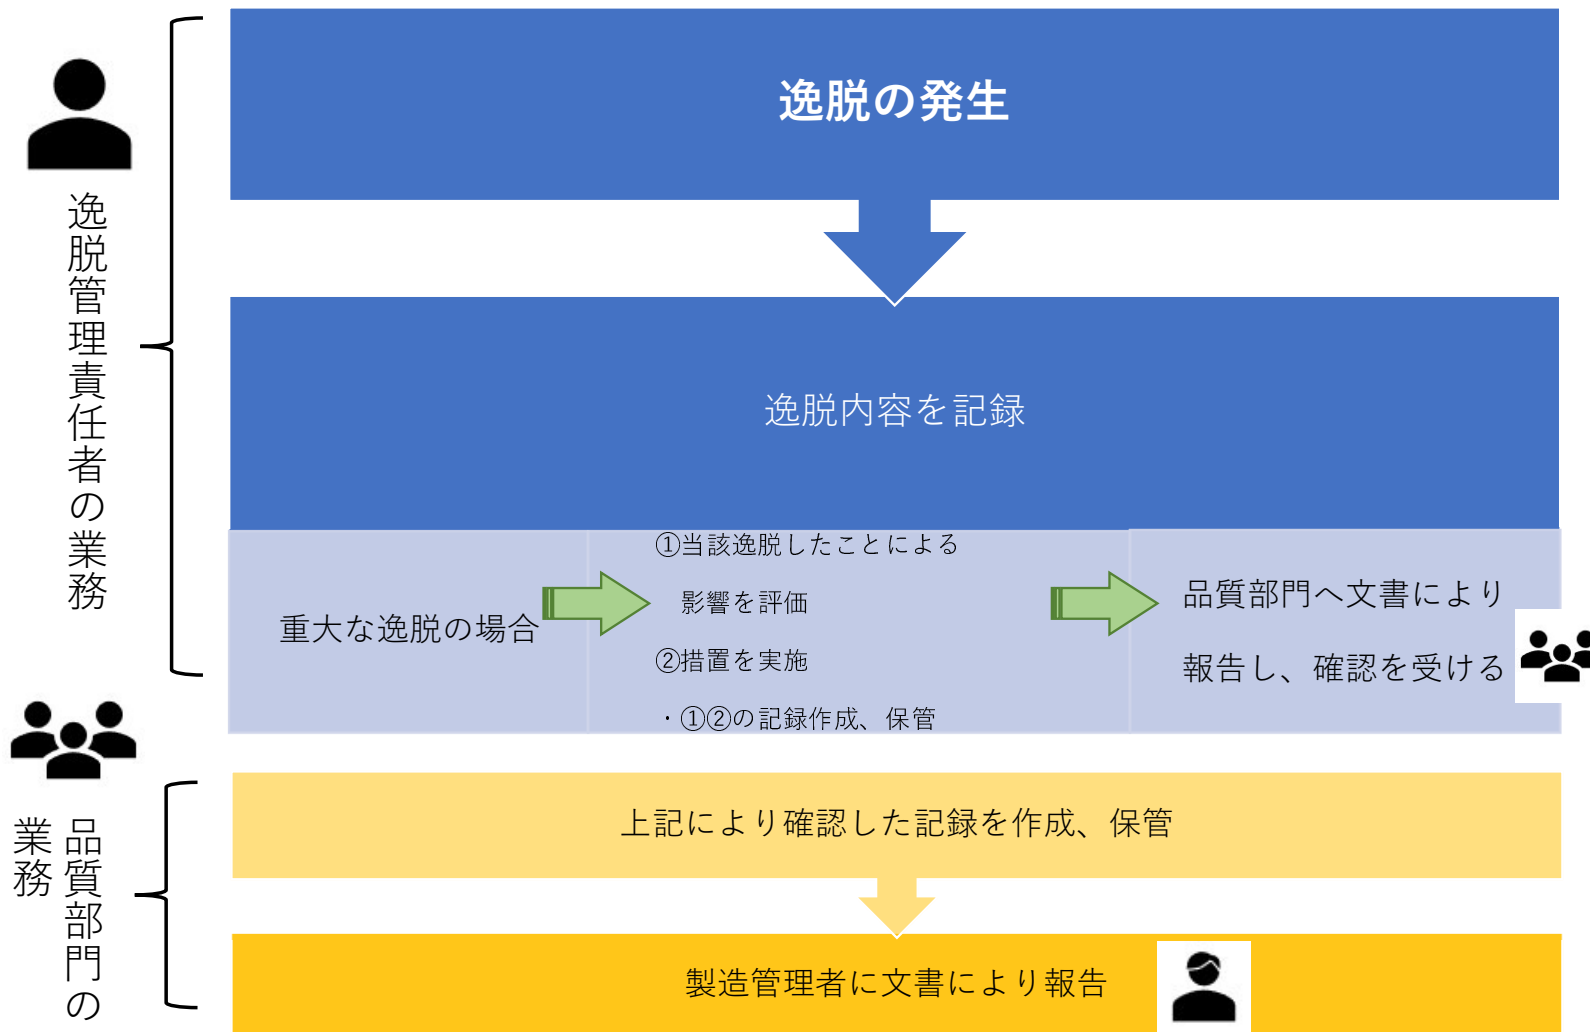 逸脱の発生
逸脱管理責任者の業務
逸脱内容を記録
重大な逸脱の場合
①当該逸脱したことによる
影響を評価
②措置を実施
・①②の記録作成、保管
品質部門へ文書により
報告し、確認を受ける
品質部門の
業務
上記により確認した記録を作成、保管
製造管理者に文書により報告